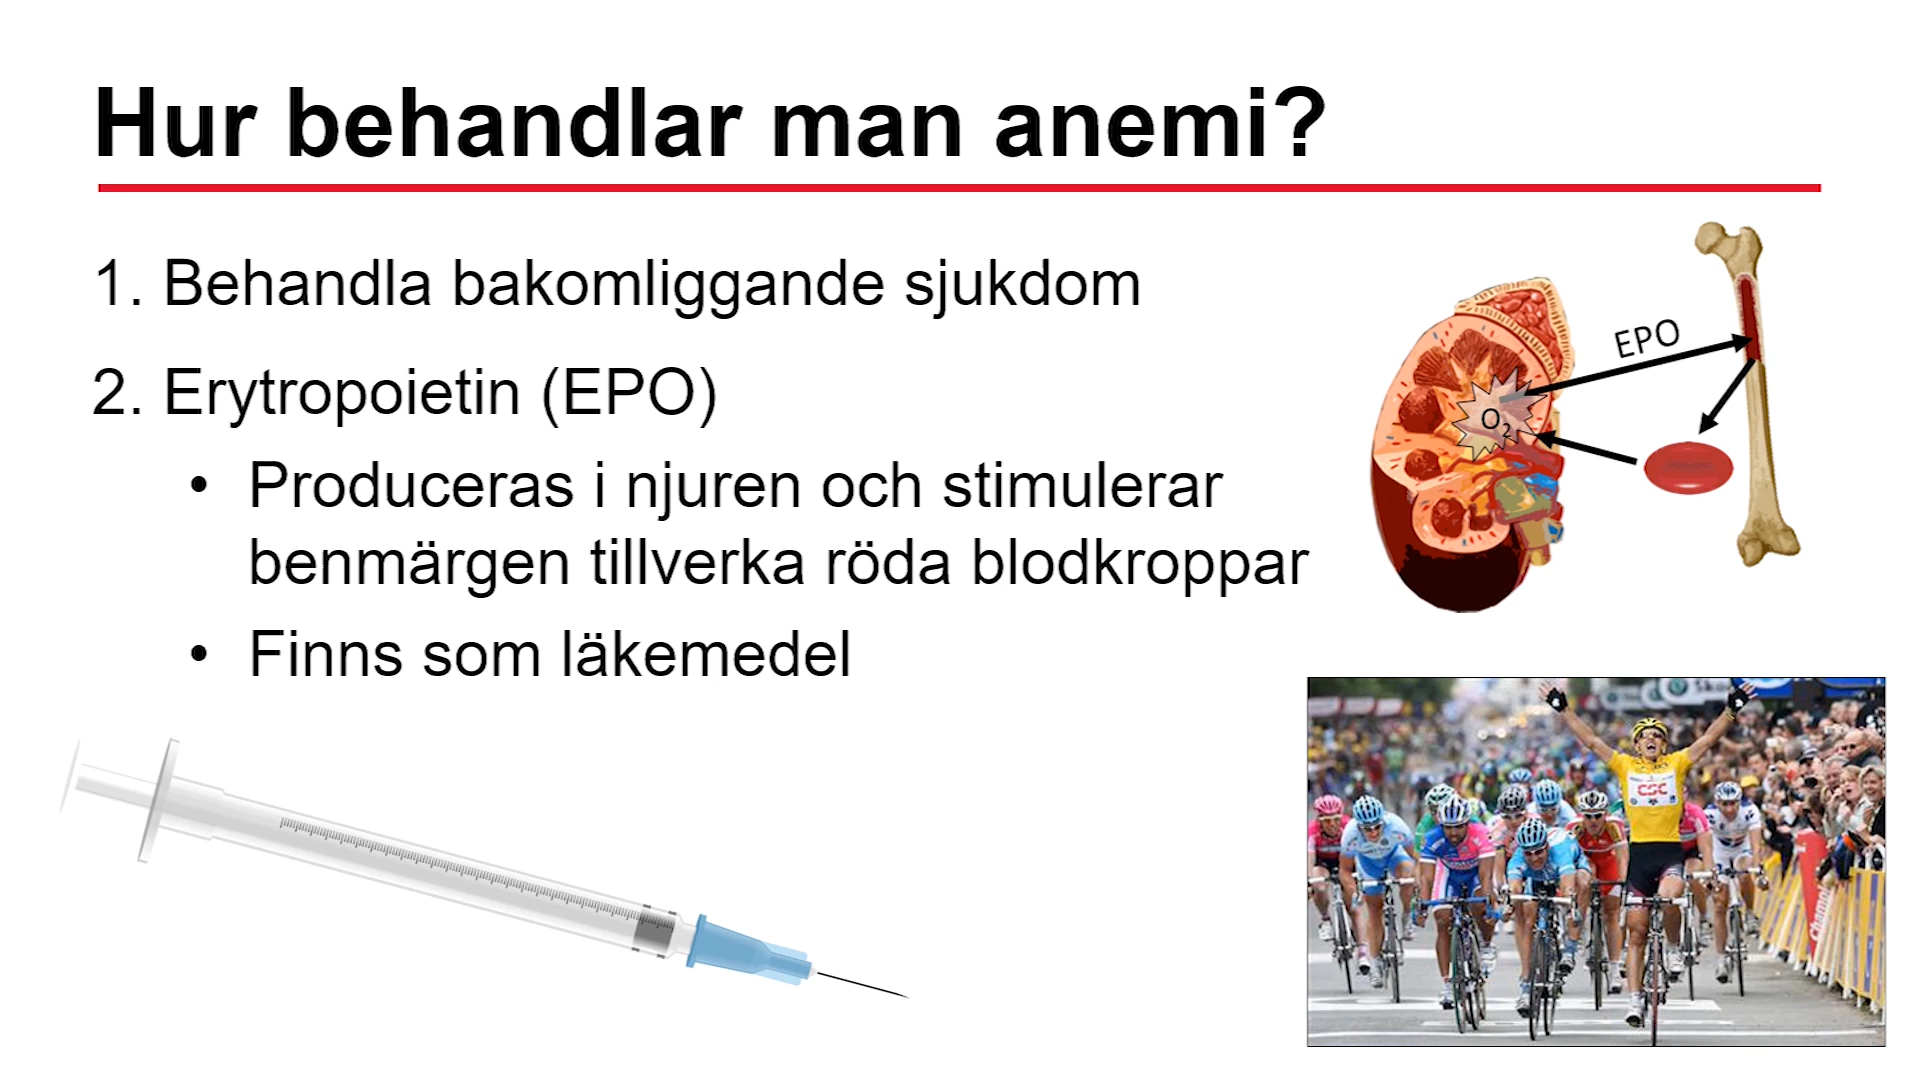 Hur behandlar man anemi?
1. Behandla bakomliggande sjukdom
2. Erytropoietin (EPO)
• Produceras i njuren och stimulerar
benmärgen tillverka röda blodkroppar
• Finns som läkemedel
EPO
O₂
CSC
Champion